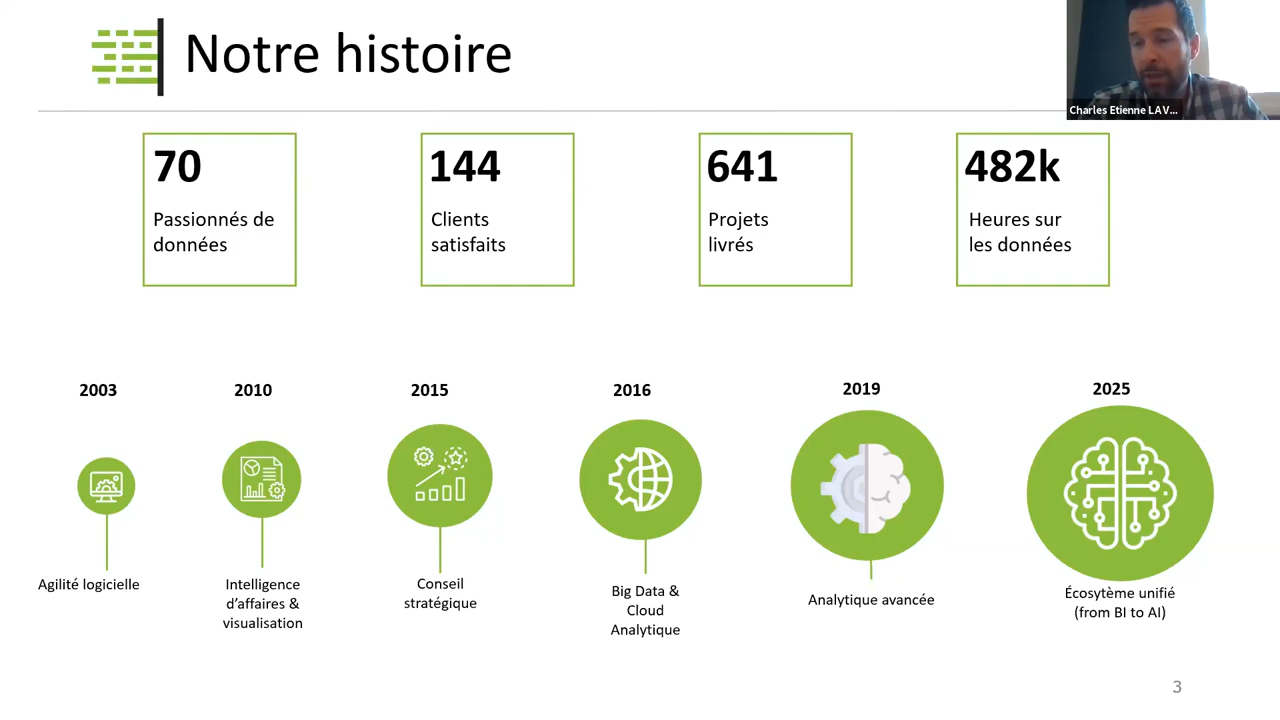 Notre histoire
Charles Etienne LAV...
70
Passionnés de
données
144
Clients
satisfaits
641
Projets
livrés
482k
Heures sur
les données
2003
Agilité logicielle
2010
Intelligence
d'affaires &
visualisation
2015
Conseil
stratégique
2016
Big Data &
Cloud
Analytique
2019
Analytique avancée
2025
Écosytème unifié
(from BI to AI)
3